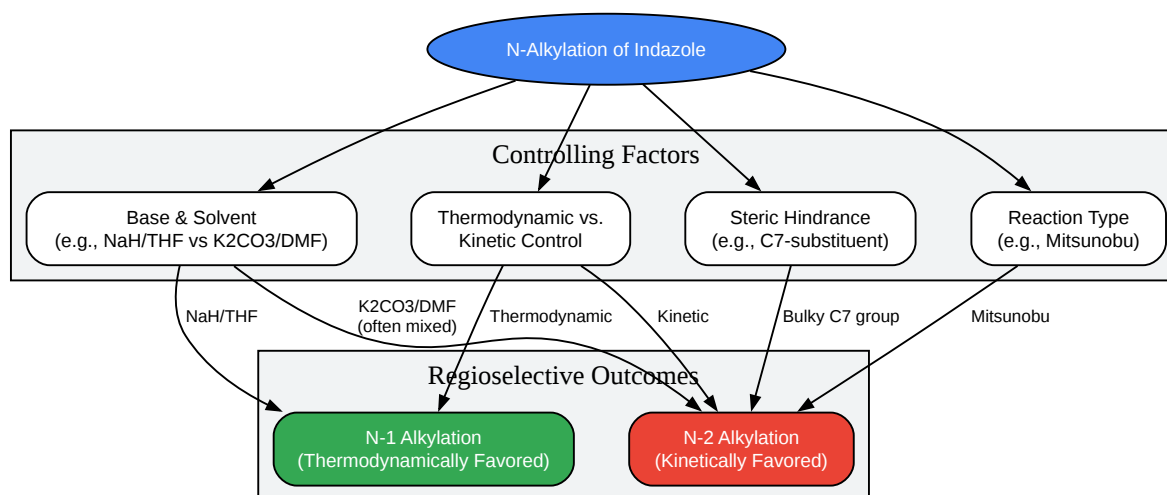 N-Alkylation of Indazole
Controlling Factors
Base & Solvent
(e.g., NaH/THF vs K2CO3/DMF)
Thermodynamic vs.
Kinetic Control
Steric Hindrance
(e.g., C7-substituent)
Reaction Type
(e.g., Mitsunobu)
NaH/THF
K2CO3/DMF
(often mixed)
Thermodynamic
Kinetic
Bulky C7 group
Mitsunobu
Regioselective Outcomes
N-1 Alkylation
(Thermodynamically Favored)
N-2 Alkylation
(Kinetically Favored)